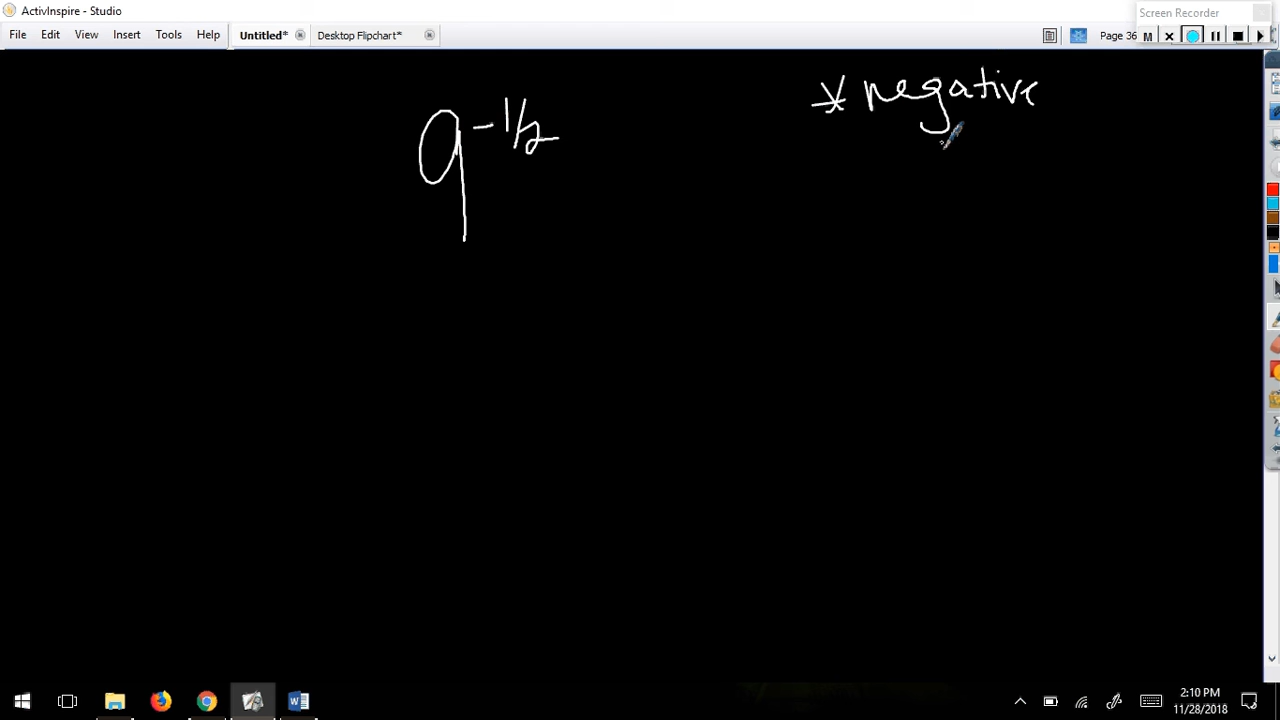 ActivInspire - Studio
Screen Recorder
File Edit View Insert Tools Help Untitled* Desktop Flipchart* Page 36 M
9^-1/2
* negative
2:10 PM
11/28/2018